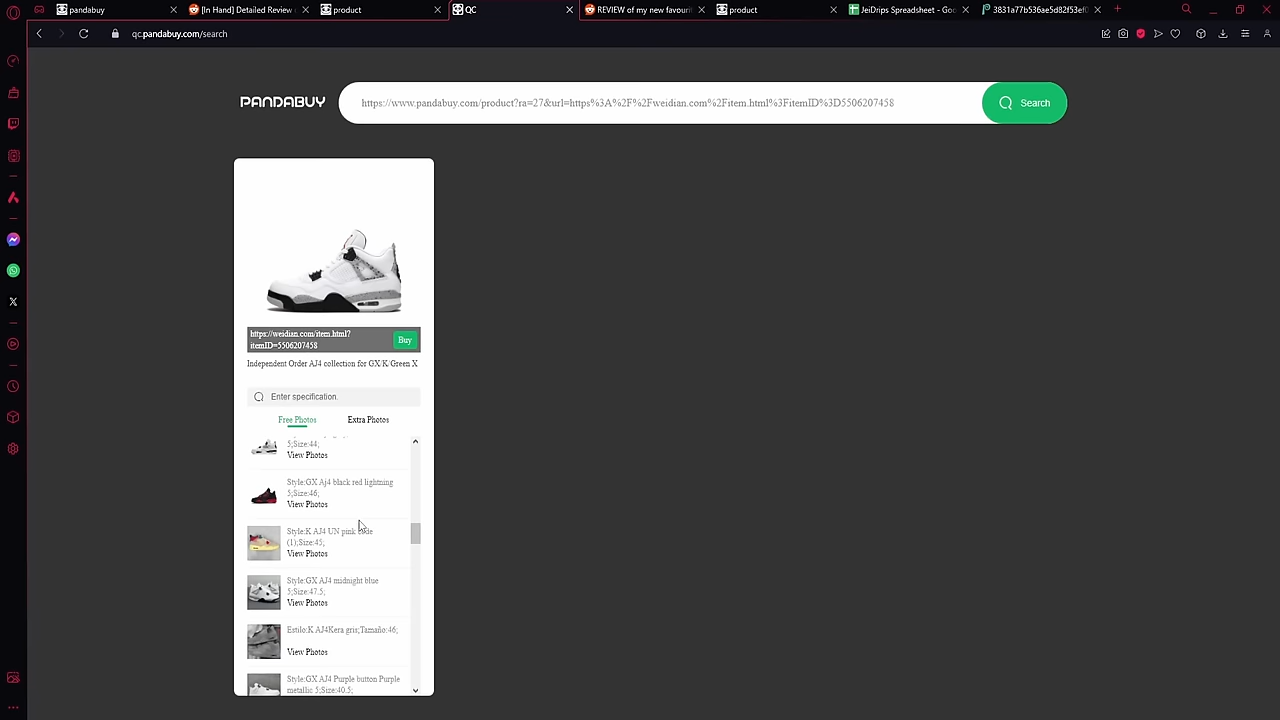 pandabuy
[In Hand] Detailed Review o
product
QC
REVIEW of my new favourit
product
JeiDrips Spreadsheet - Goo
3831a77b536ae5d82f53ef0
qc.pandabuy.com/search
PANDABUY
https://www.pandabuy.com/product?ra=27&url=https%3A%2F%2Fweidian.com%2Fitem.html%3FitemID%3D5506207458
Search
https://weidian.com/item.html?
itemID=5506207458
Buy
Independent Order AJ4 collection for GX/K/Green X
Enter specification.
Free Photos
Extra Photos
5;Size:44;
View Photos
Style:GX Aj4 black red lightning
5;Size:46;
View Photos
Style:K AJ4 UN pink code
(1);Size:45;
View Photos
Style:GX AJ4 midnight blue
5;Size:47.5;
View Photos
Estilo:K AJ4Kera gris;Tamaño:46;
View Photos
Style:GX AJ4 Purple button Purple
metallic 5;Size:40.5;